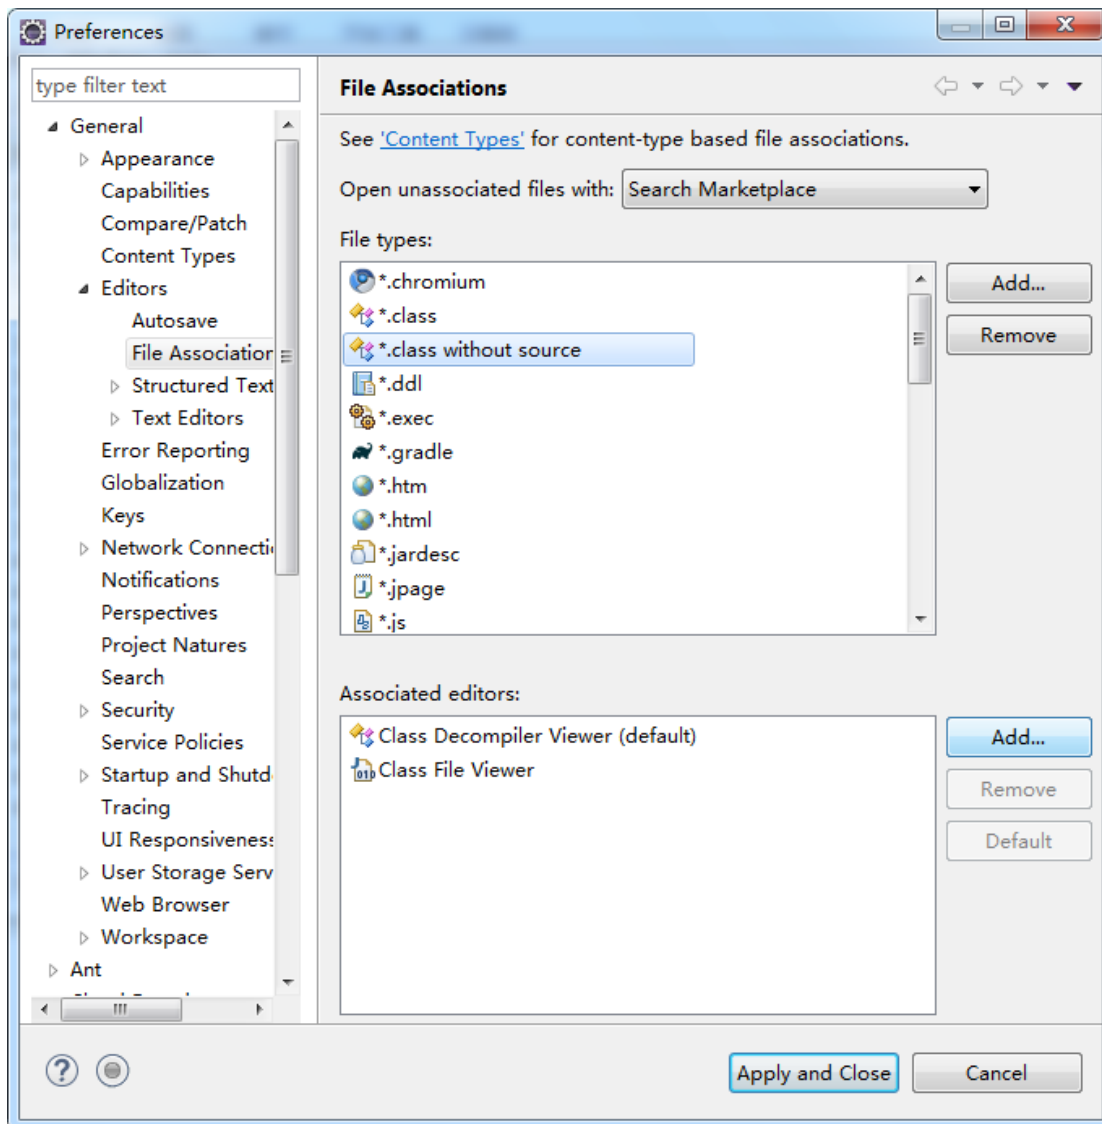 Preferences
type filter text
General
Appearance
Capabilities
Compare/Patch
Content Types
Editors
Autosave
File Association
Structured Text
Text Editors
Error Reporting
Globalization
Keys
Network Connecti
Notifications
Perspectives
Project Natures
Search
Security
Service Policies
Startup and Shutd
Tracing
UI Responsiveness
User Storage Serv
Web Browser
Workspace
Ant
File Associations
See 'Content Types' for content-type based file associations.
Open unassociated files with: Search Marketplace
File types:
*.chromium
*.class
*.class without source
*.ddl
*.exec
*.gradle
*.htm
*.html
*.jardesc
*.jpage
*.js
Add...
Remove
Associated editors:
Class Decompiler Viewer (default)
Class File Viewer
Add...
Remove
Default
Apply and Close
Cancel